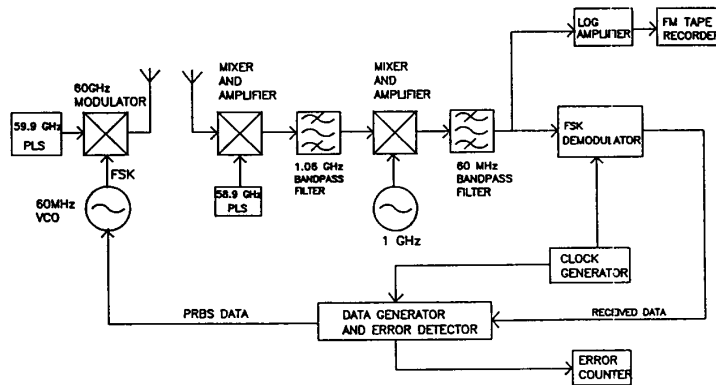 LOG
AMPLIFIER
FM TAPE
RECORDER
60GHz
MODULATOR
MIXER
AND
AMPLIFIER
MIXER
AND
AMPLIFIER
59.9 GHz
PLS
FSK
DEMODULATOR
1.06 GHz
BANDPASS
FILTER
60 MHz
BANDPASS
FILTER
FSK
58.9 GHz
PLS
60MHz
VCO
1 GHz
CLOCK
GENERATOR
PRBS DATA
DATA GENERATOR
AND ERROR DETECTOR
RECEIVED DATA
ERROR
COUNTER